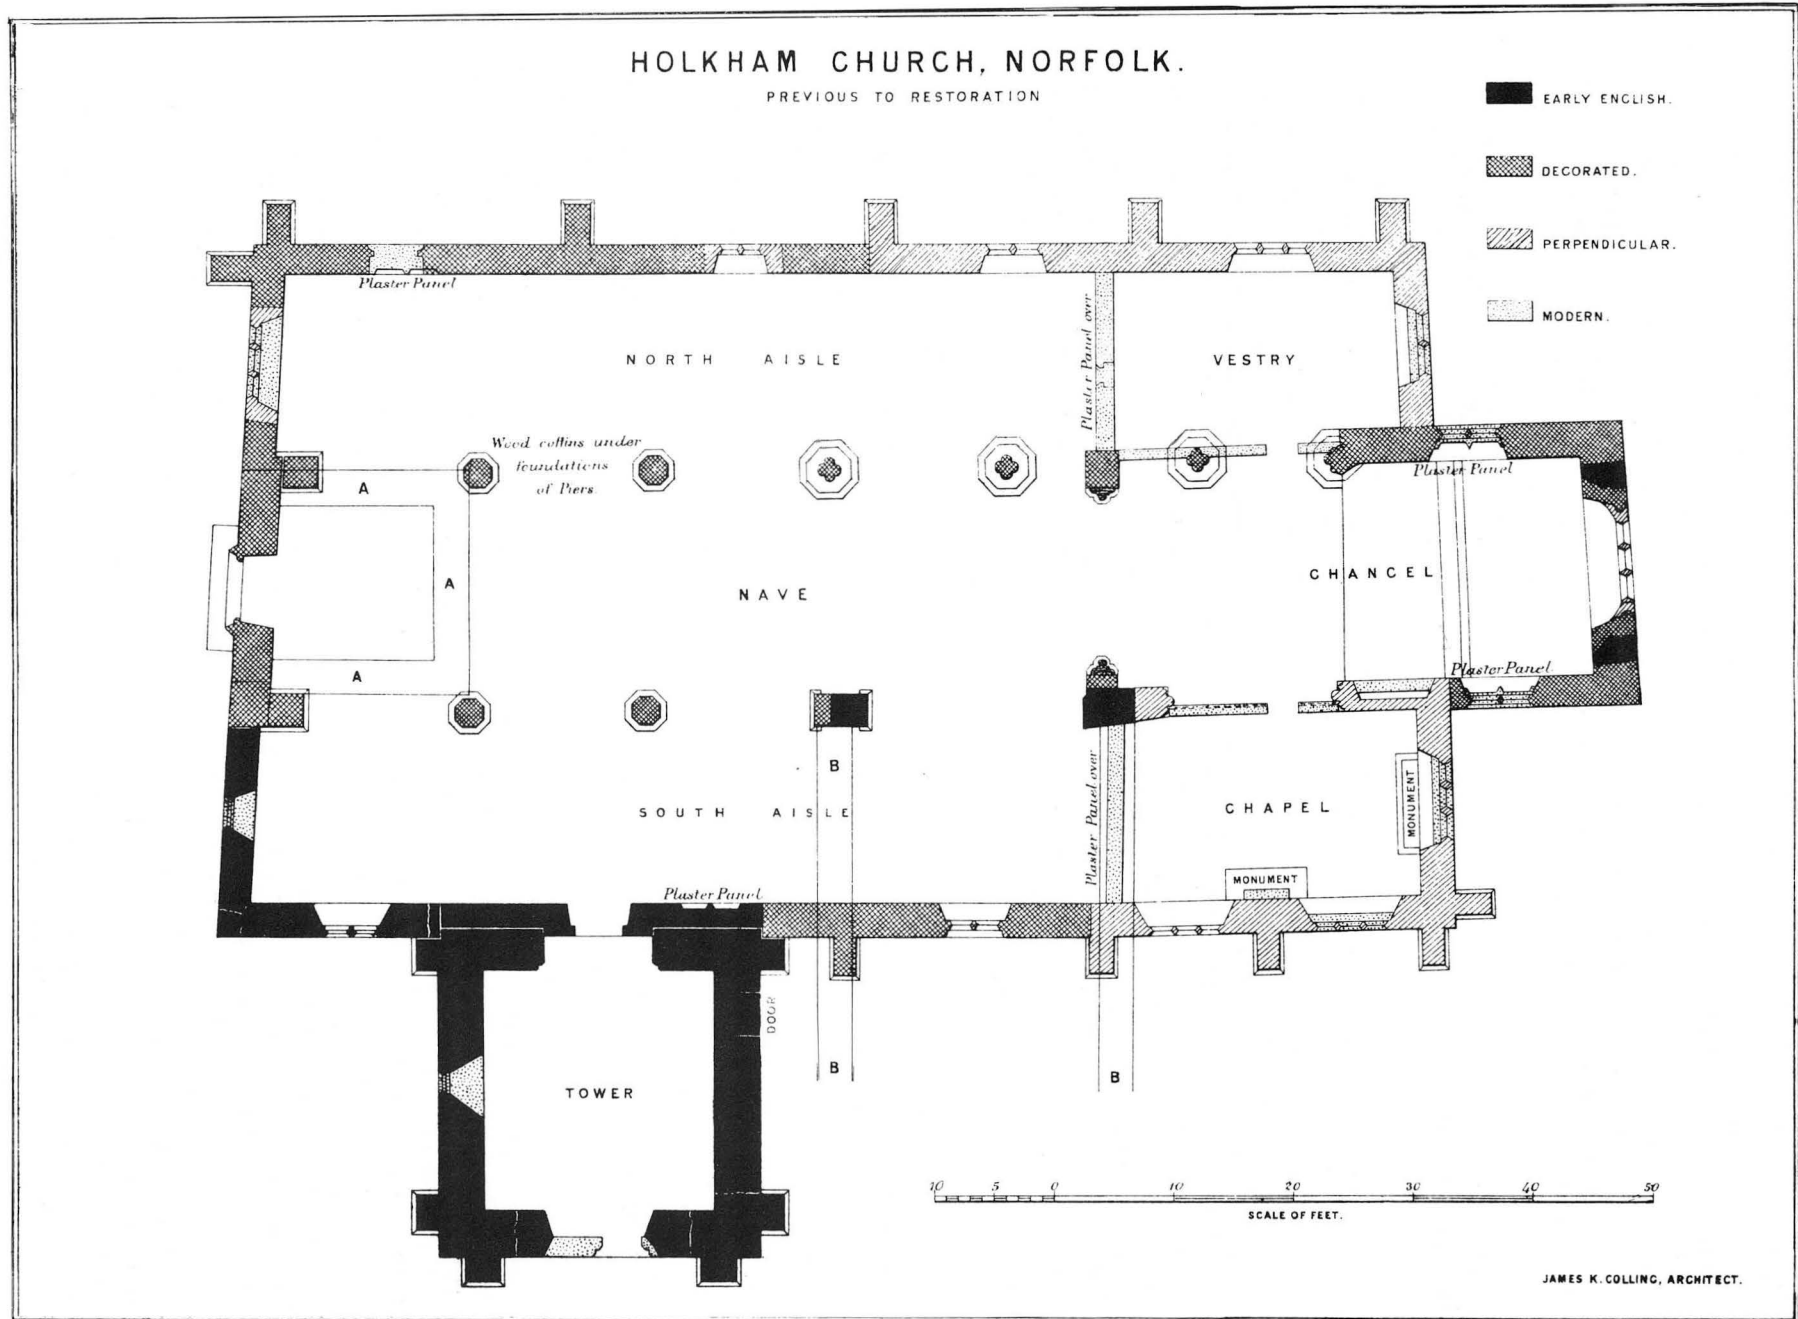 HOLKHAM CHURCH, NORFOLK.
PREVIOUS TO RESTORATION
EARLY ENGLISH.
DECORATED.
PERPENDICULAR.
MODERN.
Plaster Panel
NORTH AISLE
Plaster Panel over
VESTRY
Wood coffins under
foundations
of Piers
A
Plaster Panel
A
NAVE
CHANCEL
A
Plaster Panel
B
SOUTH AISLE
Plaster Panel over
CHAPEL
MONUMENT
MONUMENT
Plaster Panel
DOOR
B
B
TOWER
10 5 0 10 20 30 40 50
SCALE OF FEET.
JAMES K. COLLING, ARCHITECT.